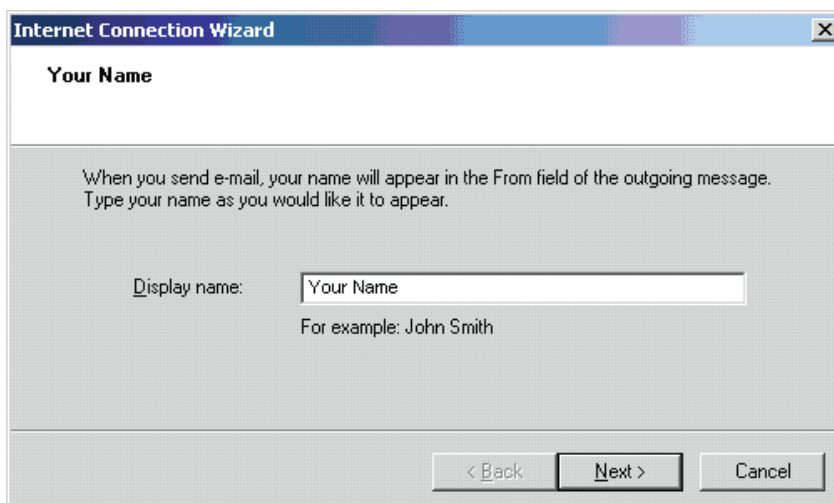 Internet Connection Wizard
Your Name
When you send e-mail, your name will appear in the From field of the outgoing message.
Type your name as you would like it to appear.
Display name: Your Name
For example: John Smith
< Back Next > Cancel